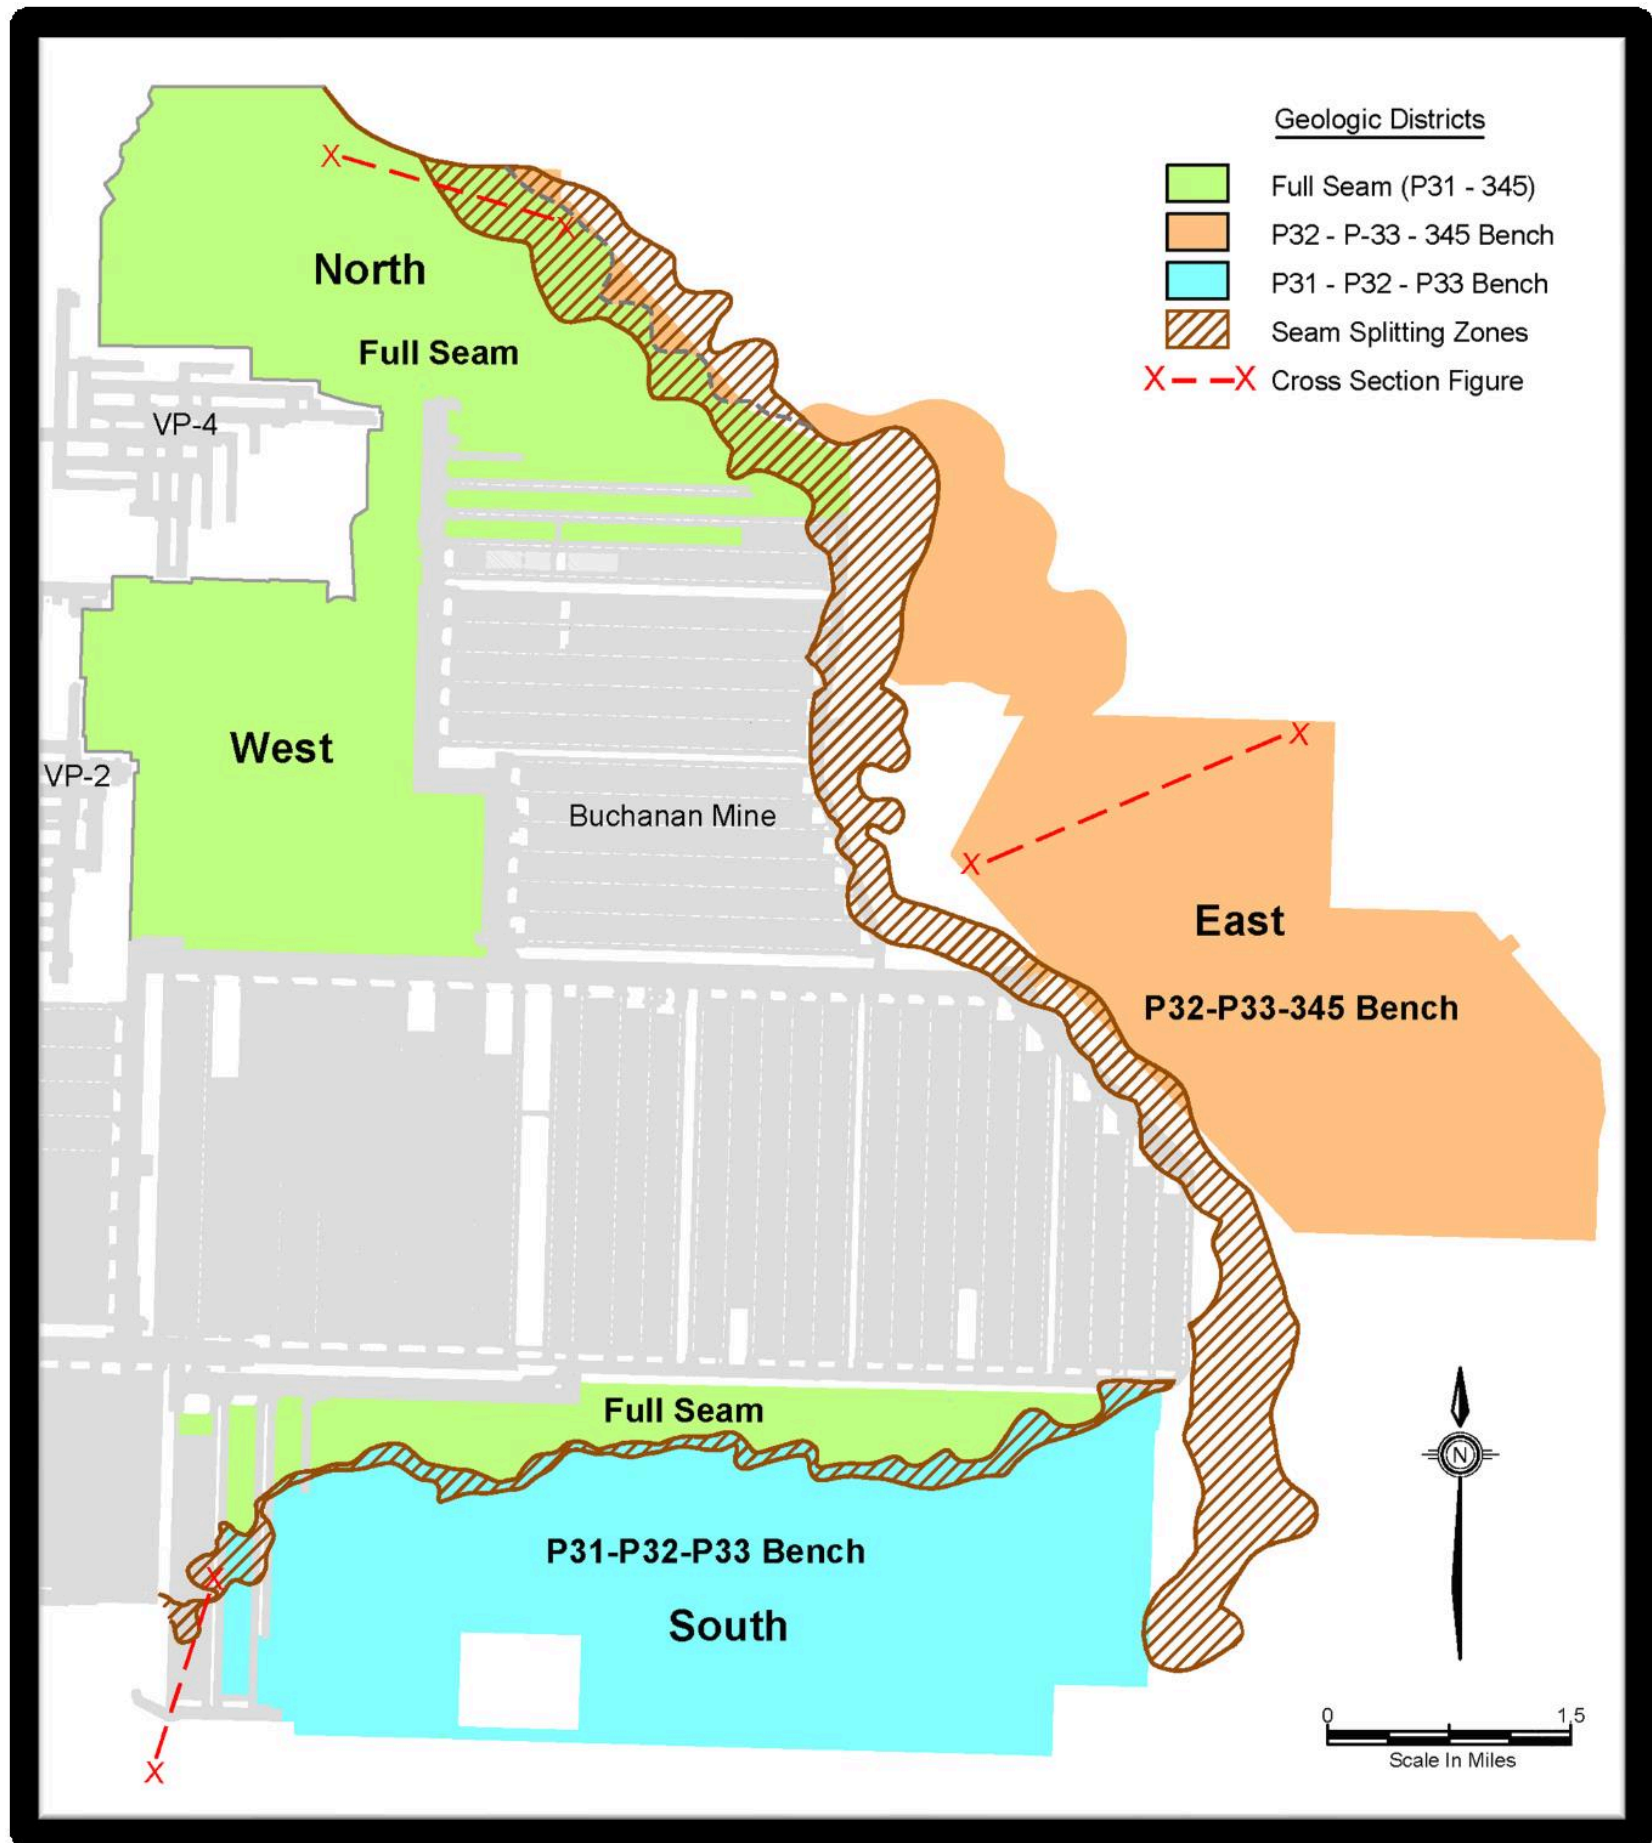 Geologic Districts
Full Seam (P31 - 345)
P32 - P-33 - 345 Bench
P31 - P32 - P33 Bench
Seam Splitting Zones
X X Cross Section Figure
X
X
North
Full Seam
VP-4
West
X
VP-2
Buchanan Mine
X
East
P32-P33-345 Bench
Full Seam
N
P31-P32-P33 Bench
X
South
0 1.5
Scale In Miles
X